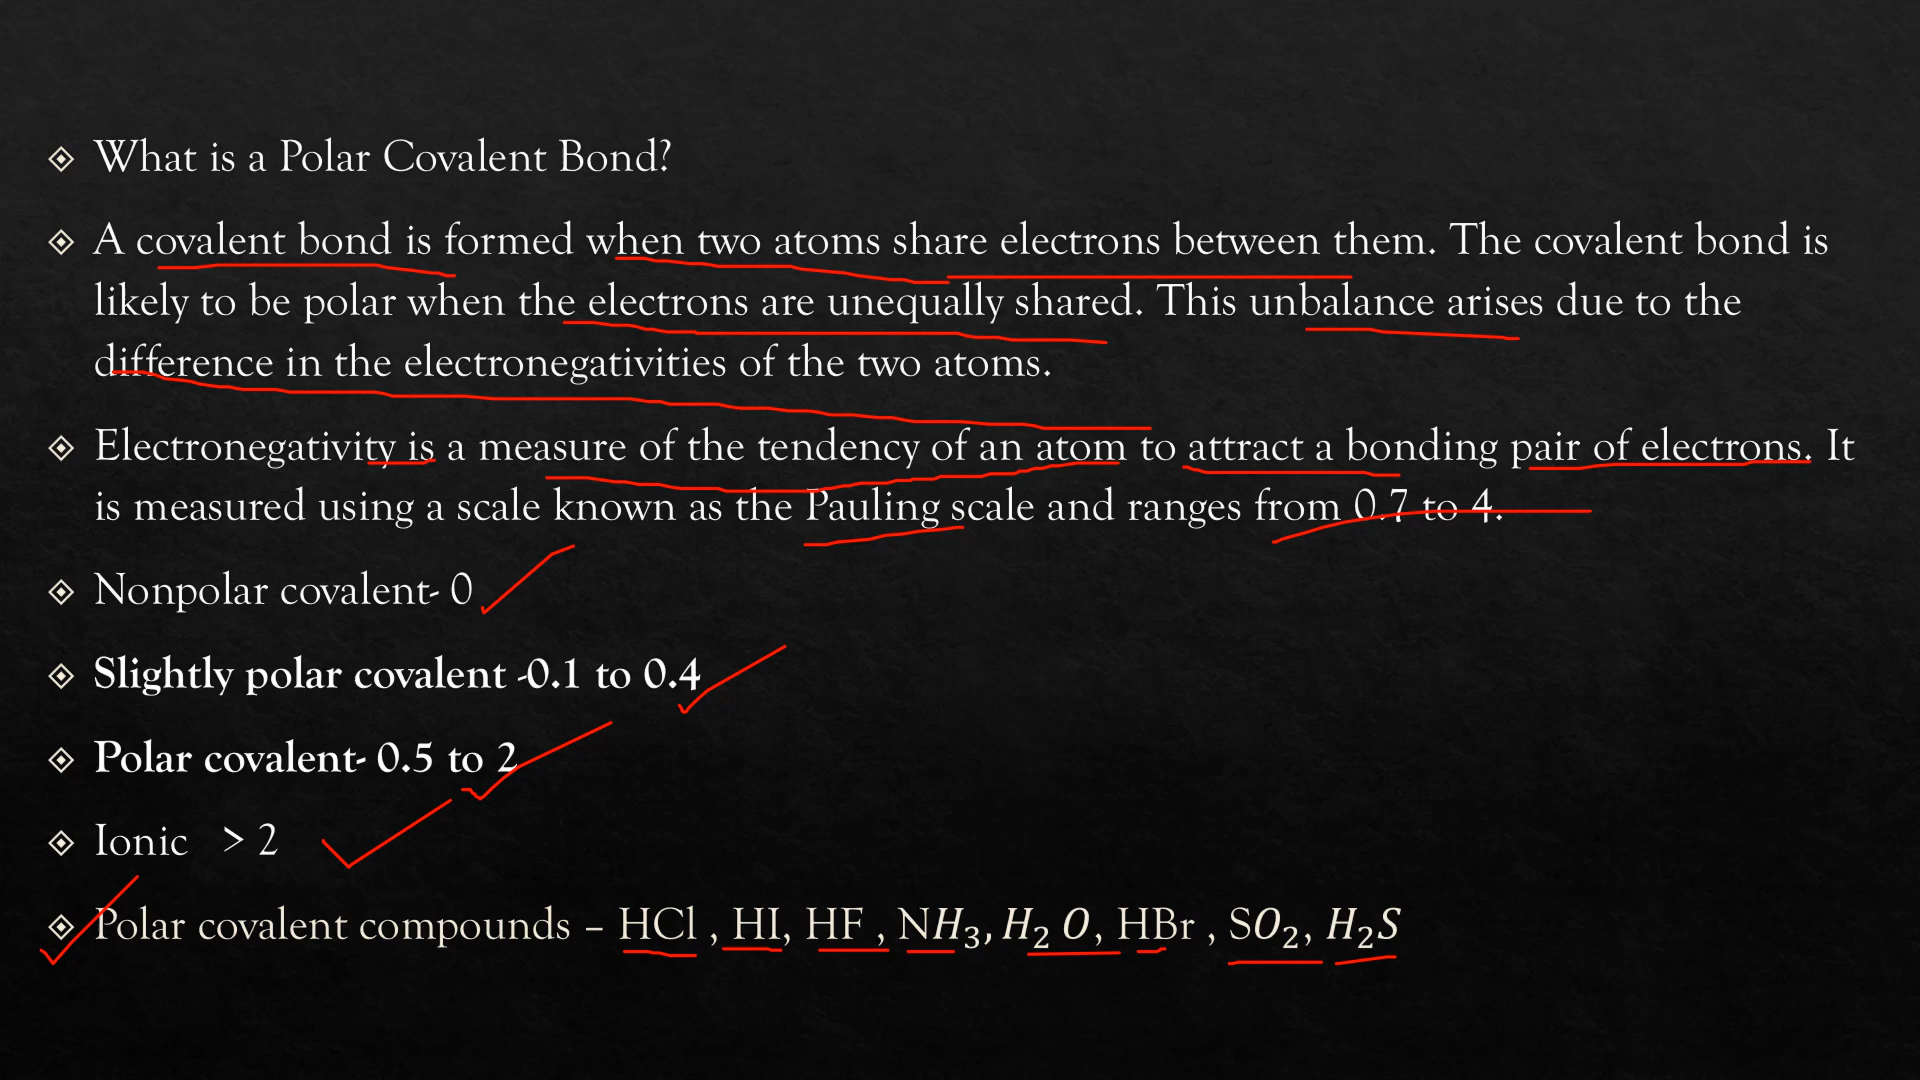 What is a Polar Covalent Bond?
A covalent bond is formed when two atoms share electrons between them. The covalent bond is
likely to be polar when the electrons are unequally shared. This unbalance arises due to the
difference in the electronegativities of the two atoms.
Electronegativity is a measure of the tendency of an atom to attract a bonding pair of electrons. It
is measured using a scale known as the Pauling scale and ranges from 0.7 to 4.
Nonpolar covalent- 0
Slightly polar covalent -0.1 to 0.4
Polar covalent- 0.5 to 2
Ionic > 2
Polar covalent compounds – HCl , HI, HF , N𝐻₃, 𝐻₂ 𝑂, HBr , S𝑂₂, 𝐻₂𝑆